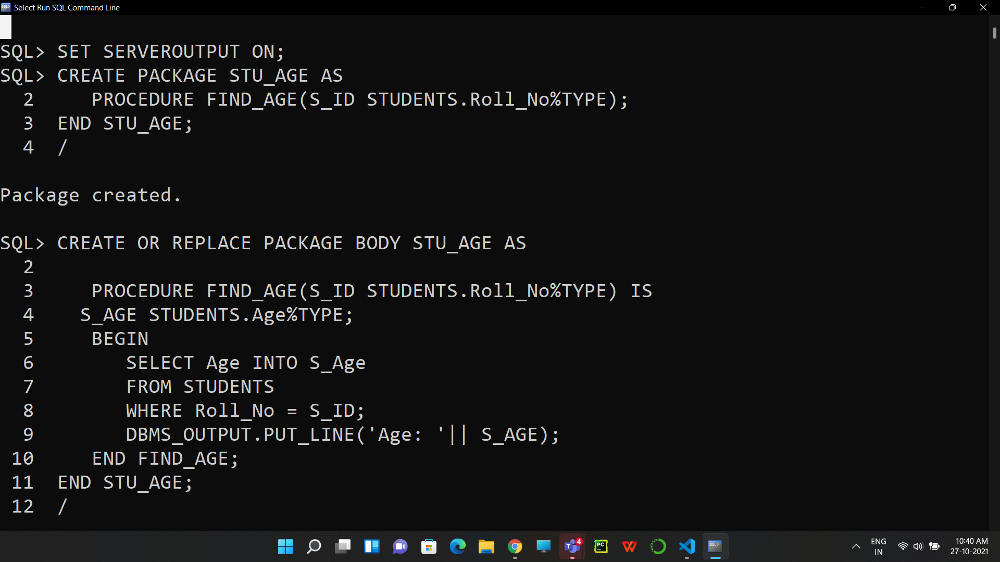 Select Run SQL Command Line
SQL> SET SERVEROUTPUT ON;
SQL> CREATE PACKAGE STU_AGE AS
  2     PROCEDURE FIND_AGE(S_ID STUDENTS.Roll_No%TYPE);
  3  END STU_AGE;
  4  /
Package created.
SQL> CREATE OR REPLACE PACKAGE BODY STU_AGE AS
  2
  3     PROCEDURE FIND_AGE(S_ID STUDENTS.Roll_No%TYPE) IS
  4    S_AGE STUDENTS.Age%TYPE;
  5     BEGIN
  6        SELECT Age INTO S_Age
  7        FROM STUDENTS
  8        WHERE Roll_No = S_ID;
  9        DBMS_OUTPUT.PUT_LINE('Age: '|| S_AGE);
 10     END FIND_AGE;
 11  END STU_AGE;
 12  /
4
PC
ENG
IN
10:40 AM
27-10-2021